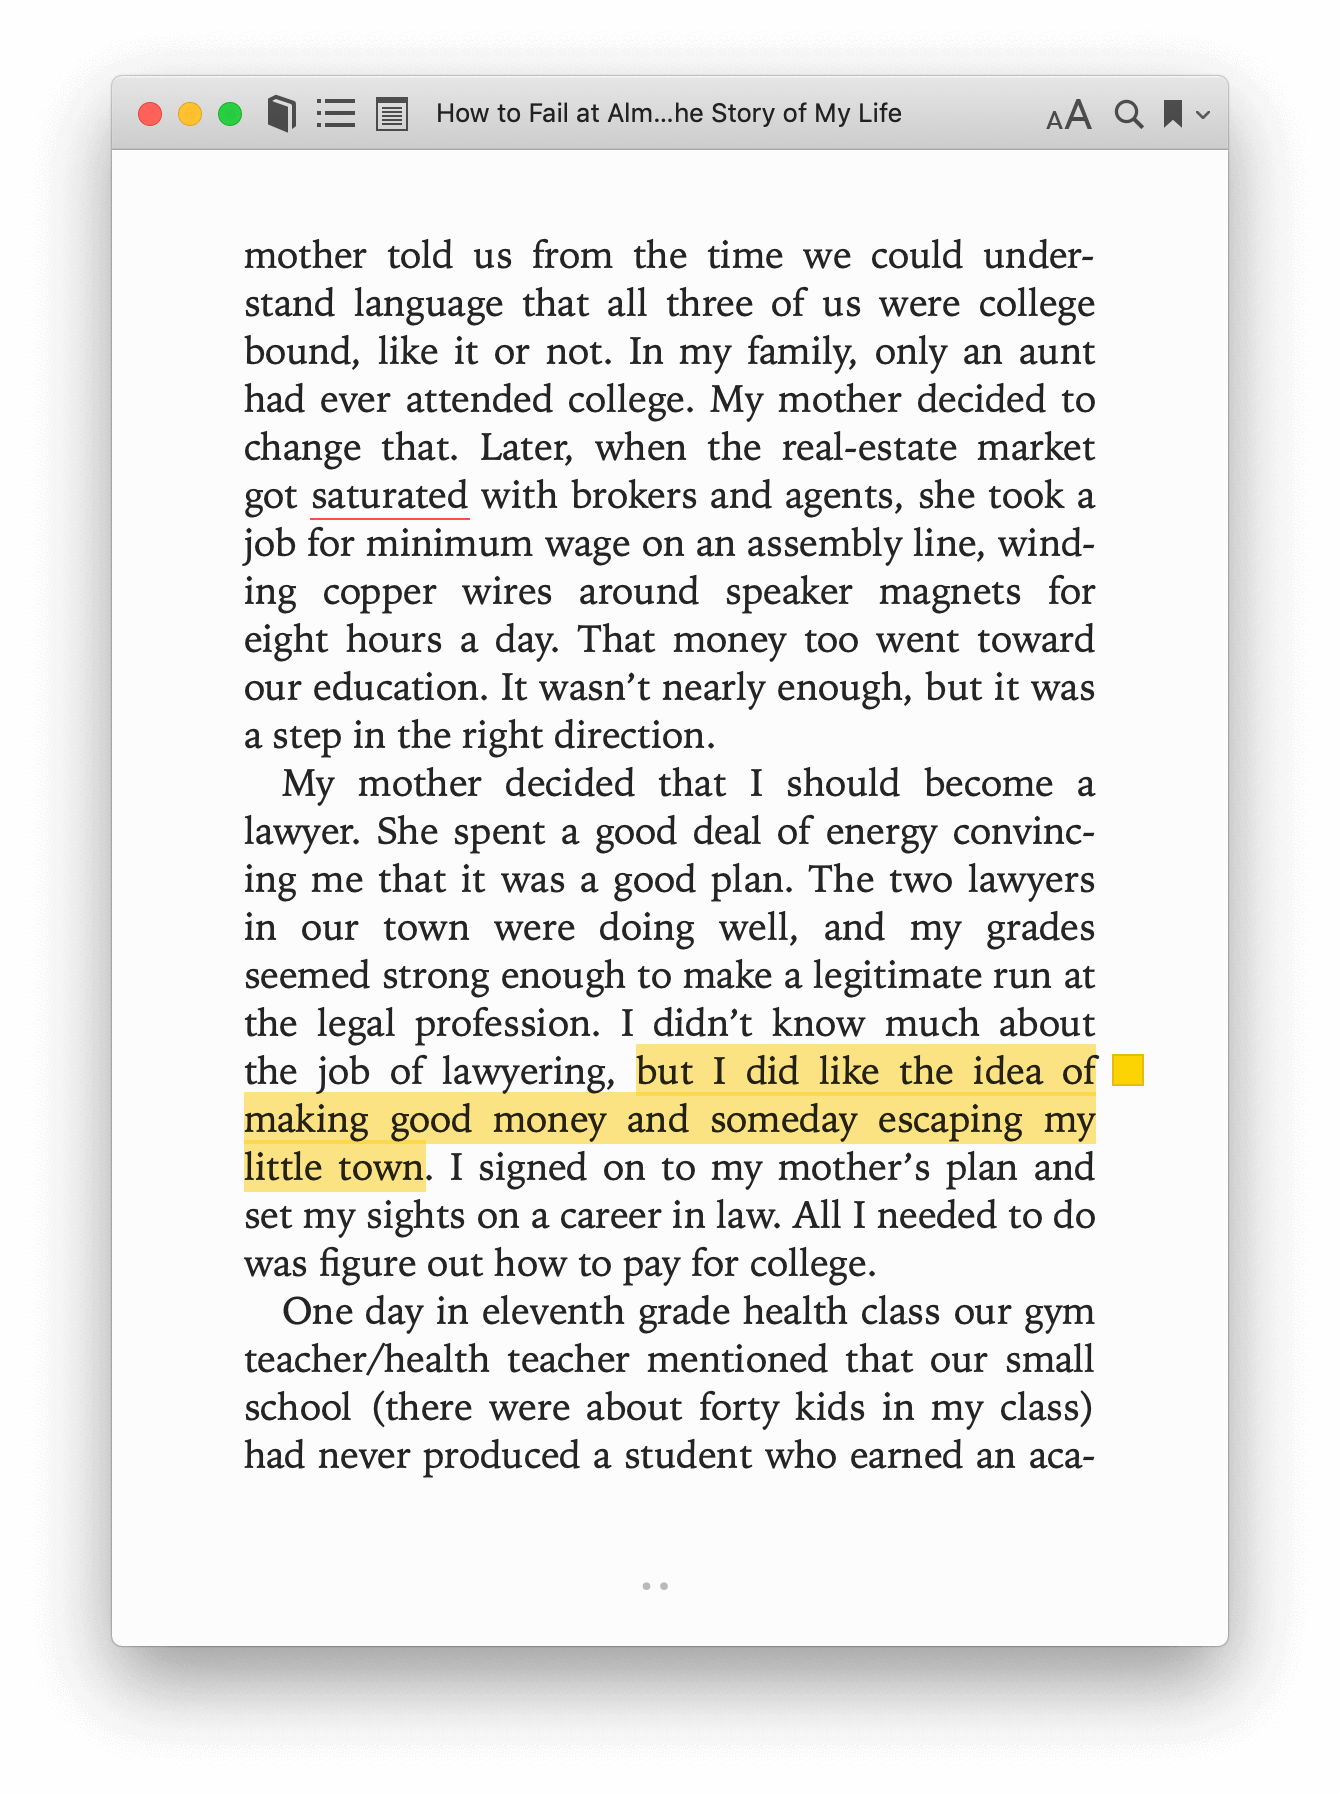 How to Fail at Alm...he Story of My Life
AA
mother told us from the time we could under-
stand language that all three of us were college
bound, like it or not. In my family, only an aunt
had ever attended college. My mother decided to
change that. Later, when the real-estate market
got saturated with brokers and agents, she took a
job for minimum wage on an assembly line, wind-
ing copper wires around speaker magnets for
eight hours a day. That money too went toward
our education. It wasn’t nearly enough, but it was
a step in the right direction.
My mother decided that I should become a
lawyer. She spent a good deal of energy convinc-
ing me that it was a good plan. The two lawyers
in our town were doing well, and my grades
seemed strong enough to make a legitimate run at
the legal profession. I didn’t know much about
the job of lawyering, but I did like the idea of
making good money and someday escaping my
little town. I signed on to my mother’s plan and
set my sights on a career in law. All I needed to do
was figure out how to pay for college.
One day in eleventh grade health class our gym
teacher/health teacher mentioned that our small
school (there were about forty kids in my class)
had never produced a student who earned an aca-